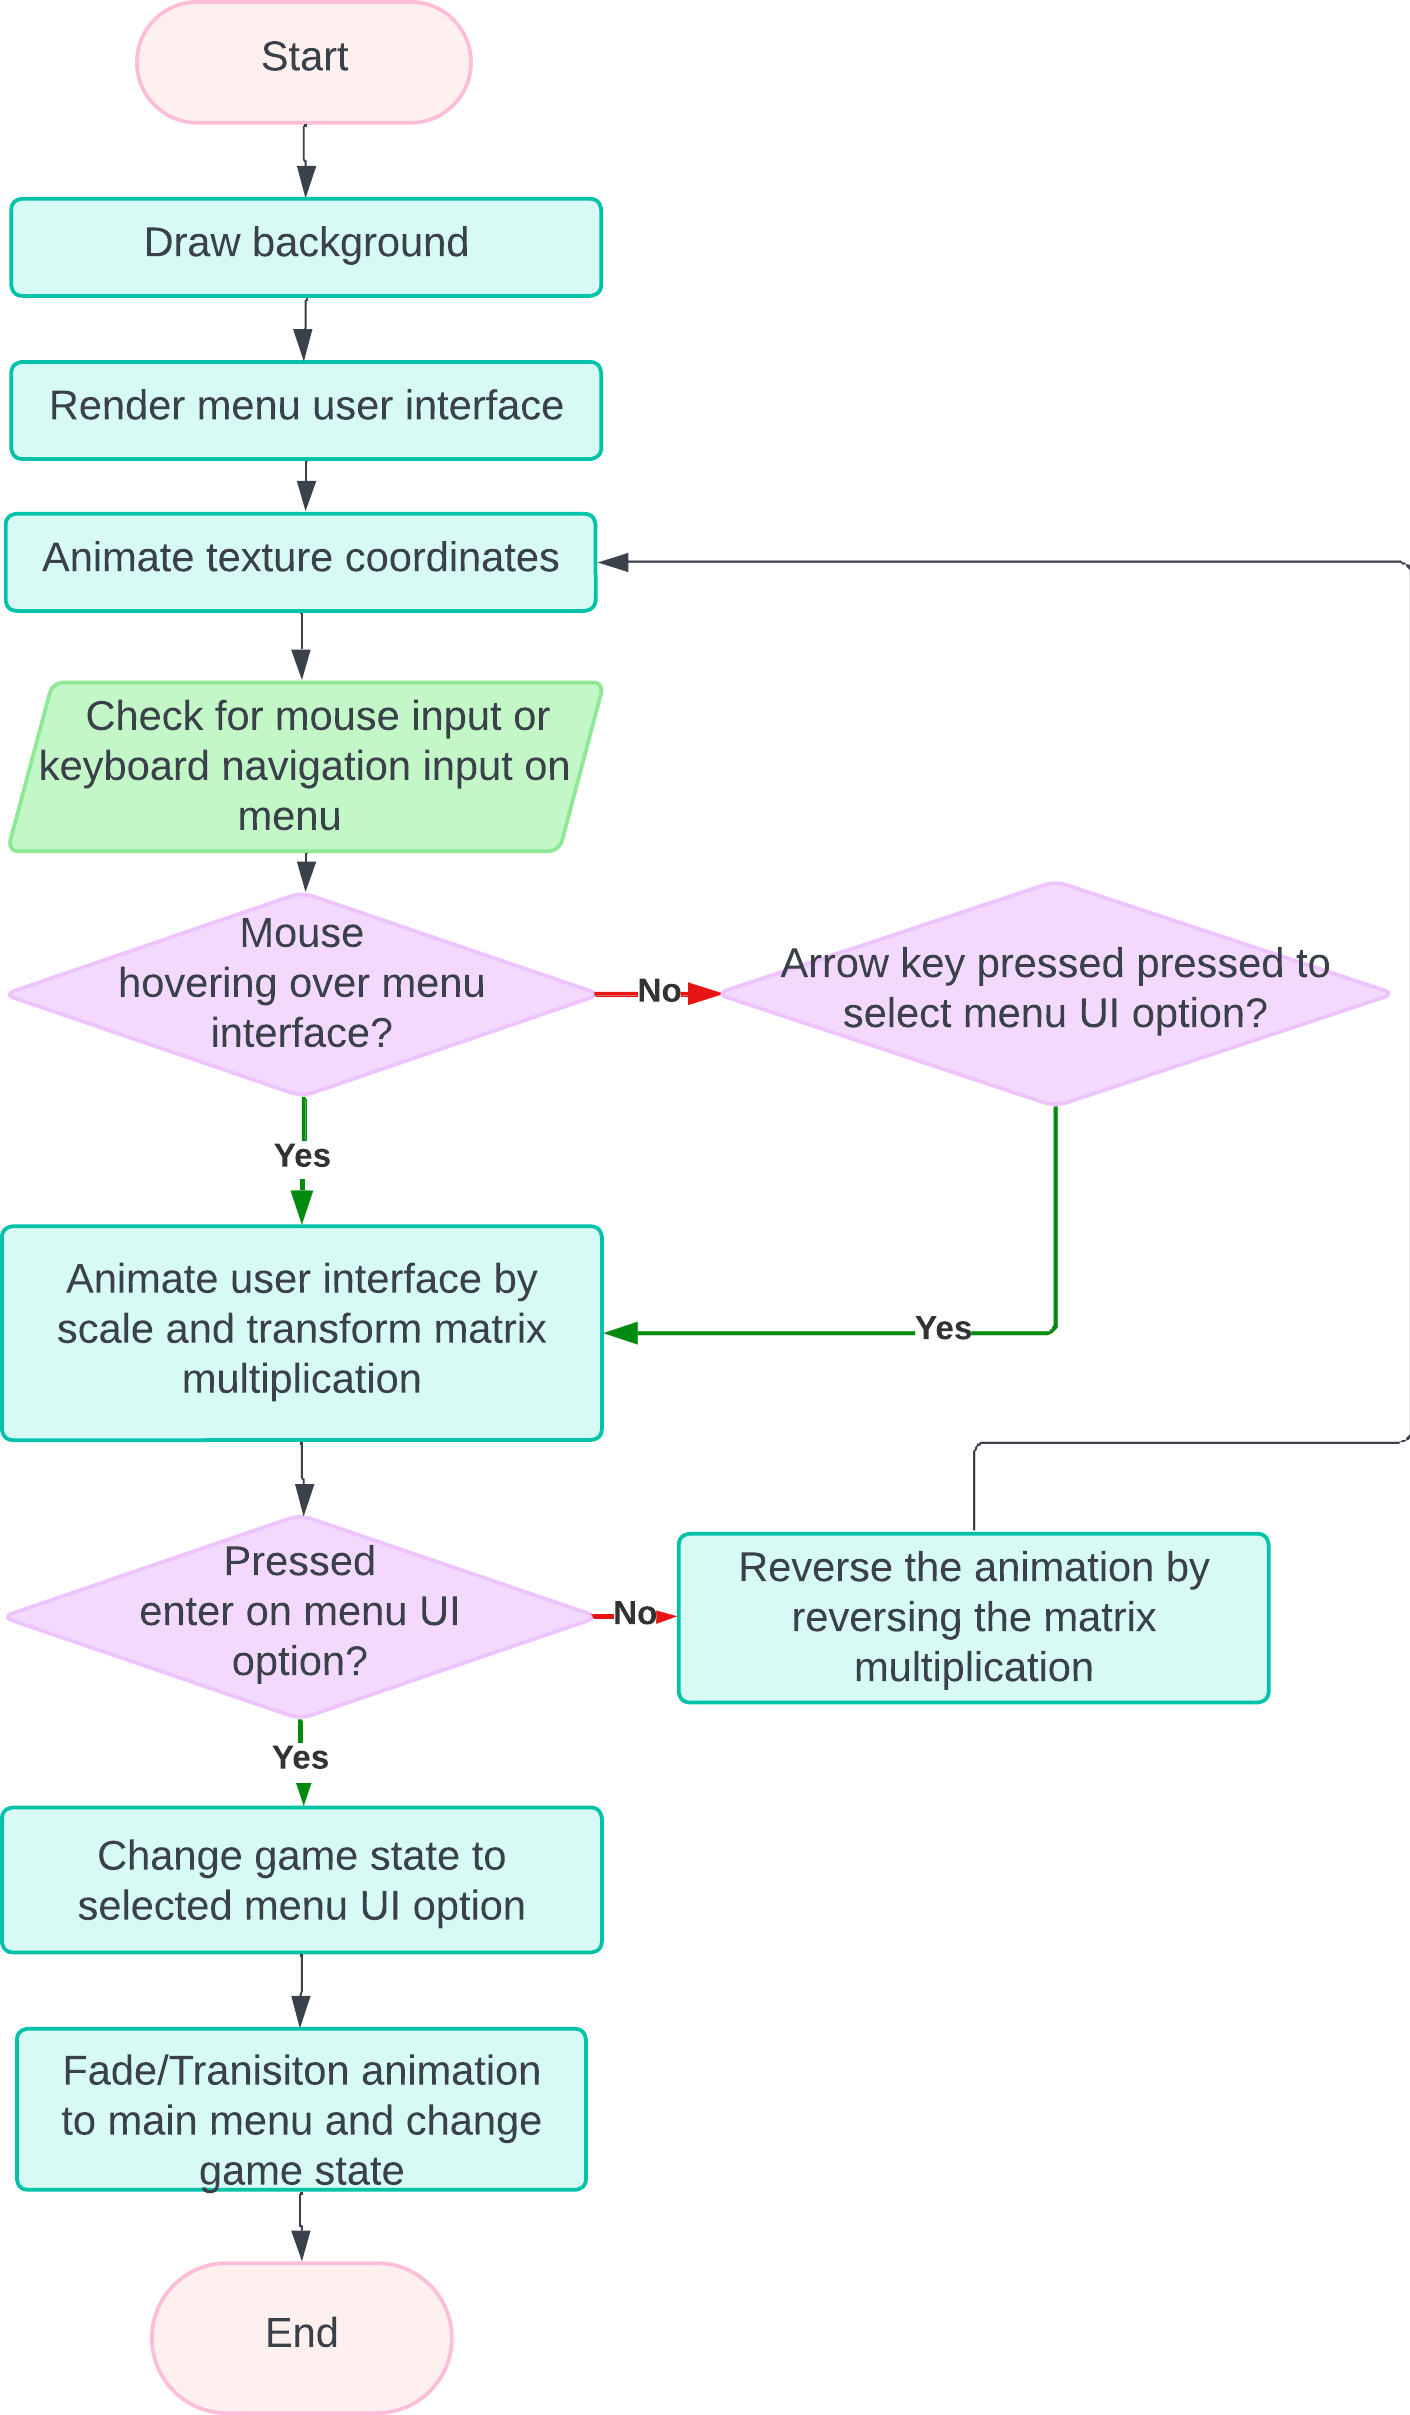 Start
Draw background
Render menu user interface
Animate texture coordinates
Check for mouse input or
keyboard navigation input on
menu
Mouse
hovering over menu
interface?
No
Arrow key pressed pressed to
select menu UI option?
Yes
Animate user interface by
scale and transform matrix
multiplication
Yes
Pressed
enter on menu UI
option?
No
Reverse the animation by
reversing the matrix
multiplication
Yes
Change game state to
selected menu UI option
Fade/Tranisiton animation
to main menu and change
game state
End